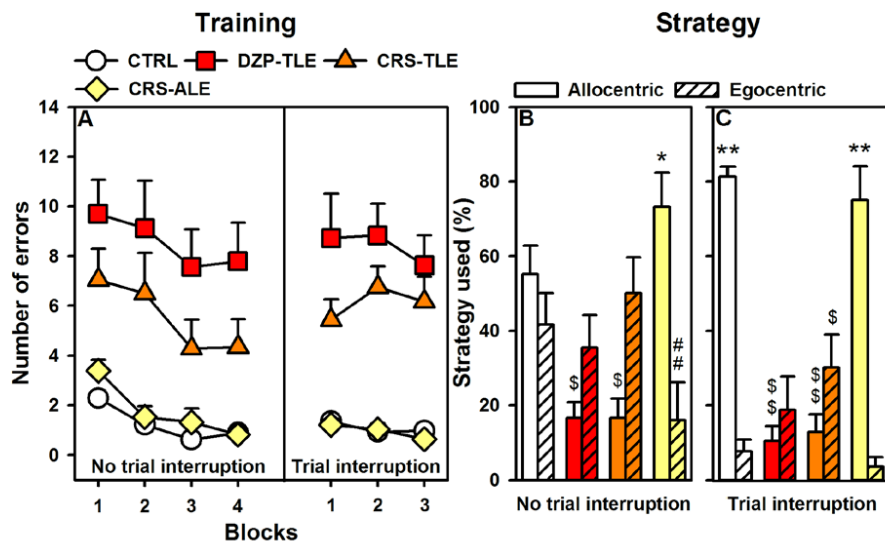 Training
Strategy
CTRL DZP-TLE CRS-TLE
CRS-ALE
Allocentric Egocentric
A
Number of errors
14
12
10
8
6
4
2
0
No trial interruption
Trial interruption
1 2 3 4
1 2 3
Blocks
B
Strategy used (%)
100
80
60
40
20
0
$
$
*
##
No trial interruption
C
**
$$
$$
$
**
Trial interruption